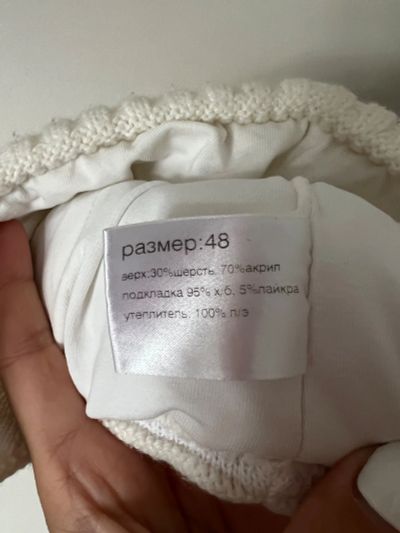 размер:48
верх:30%шерсть. 70%акрил
подкладка 95% х.б. 5%лайкра
утеплитель: 100% п/э